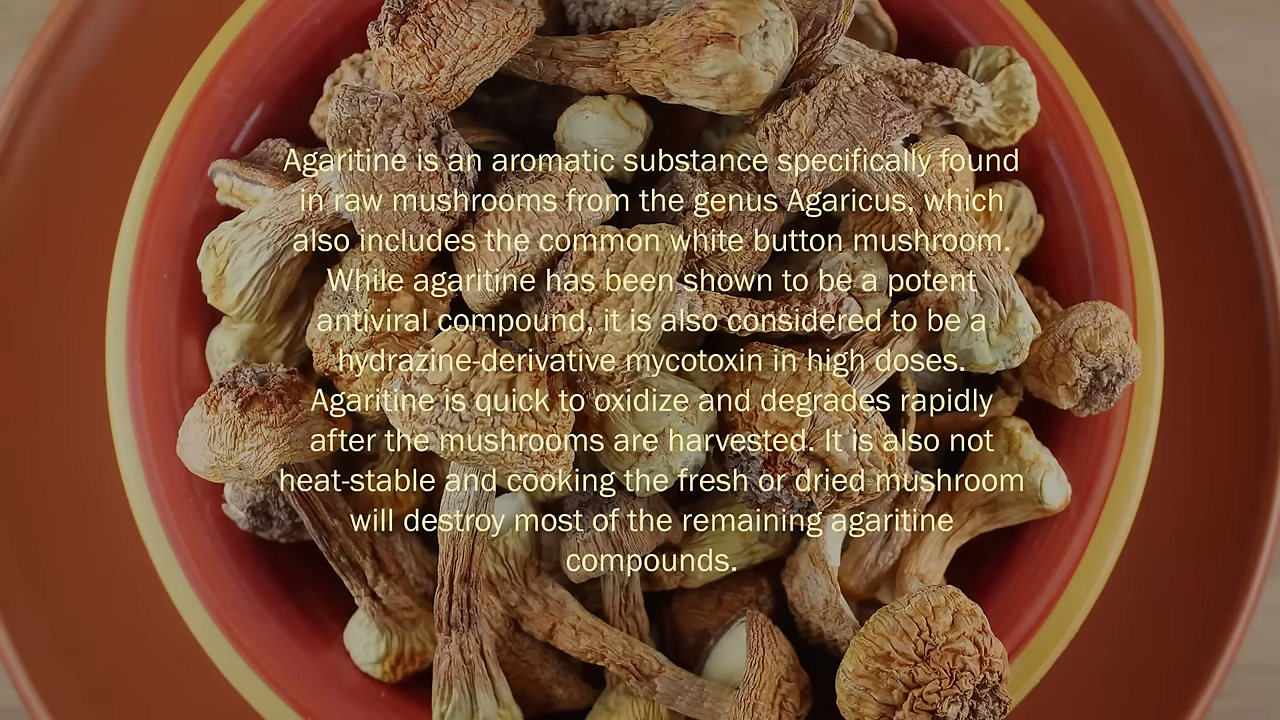 Agaritine is an aromatic substance specifically found
in raw mushrooms from the genus Agaricus, which
also includes the common white button mushroom.
While agaritine has been shown to be a potent
antiviral compound, it is also considered to be a
hydrazine-derivative mycotoxin in high doses.
Agaritine is quick to oxidize and degrades rapidly
after the mushrooms are harvested. It is also not
heat-stable and cooking the fresh or dried mushroom
will destroy most of the remaining agaritine
compounds.